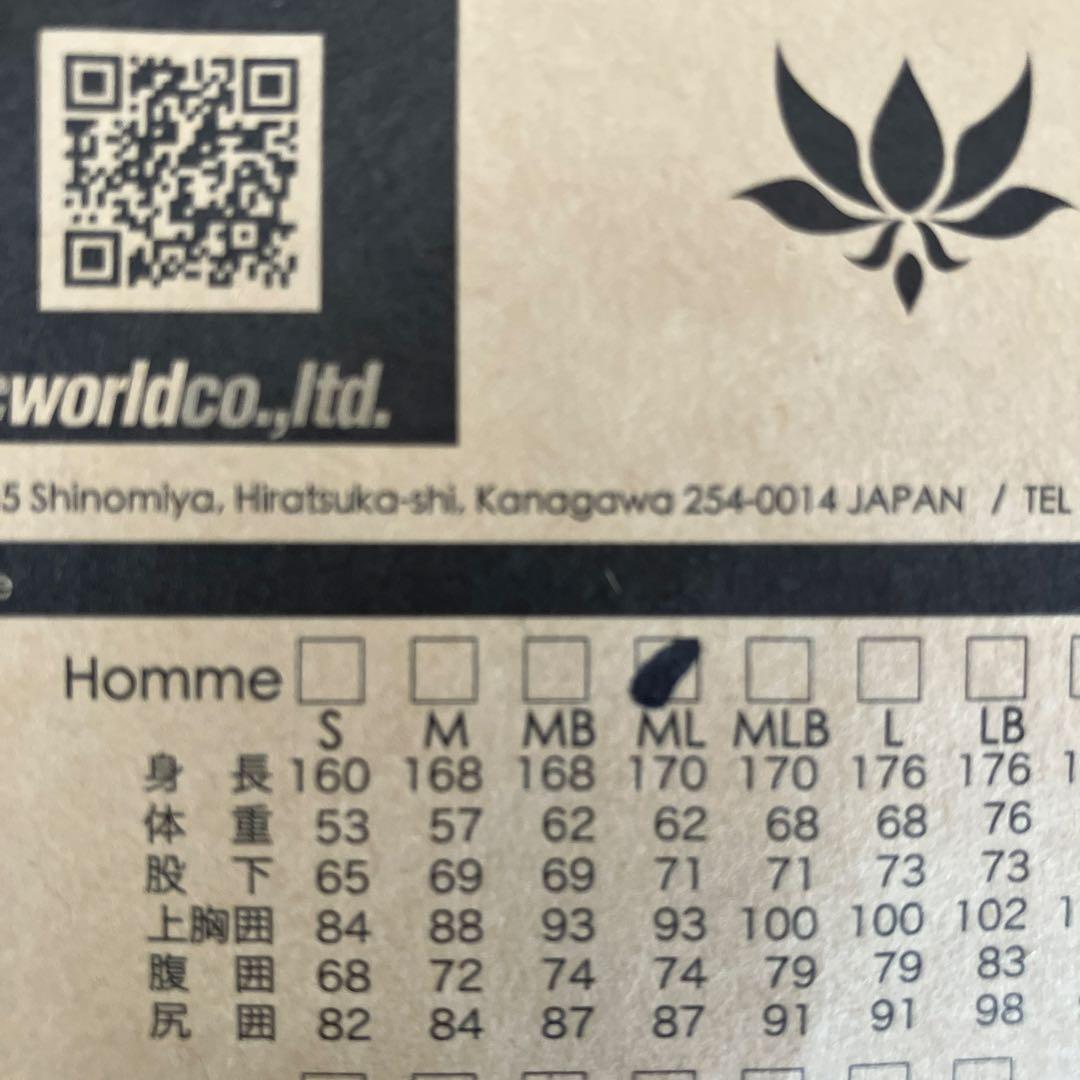 worldco.,ltd.
5 Shinomiya, Hiratsuka-shi, Kanagawa 254-0014 JAPAN / TEL
Homme
S M MB ML MLB L LB
身長 160 168 168 170 170 176 176
体重 53 57 62 62 68 68 76
股下 65 69 69 71 71 73 73
上胸囲 84 88 93 93 100 100 102
腹囲 68 72 74 74 79 79 83
尻囲 82 84 87 87 91 91 98